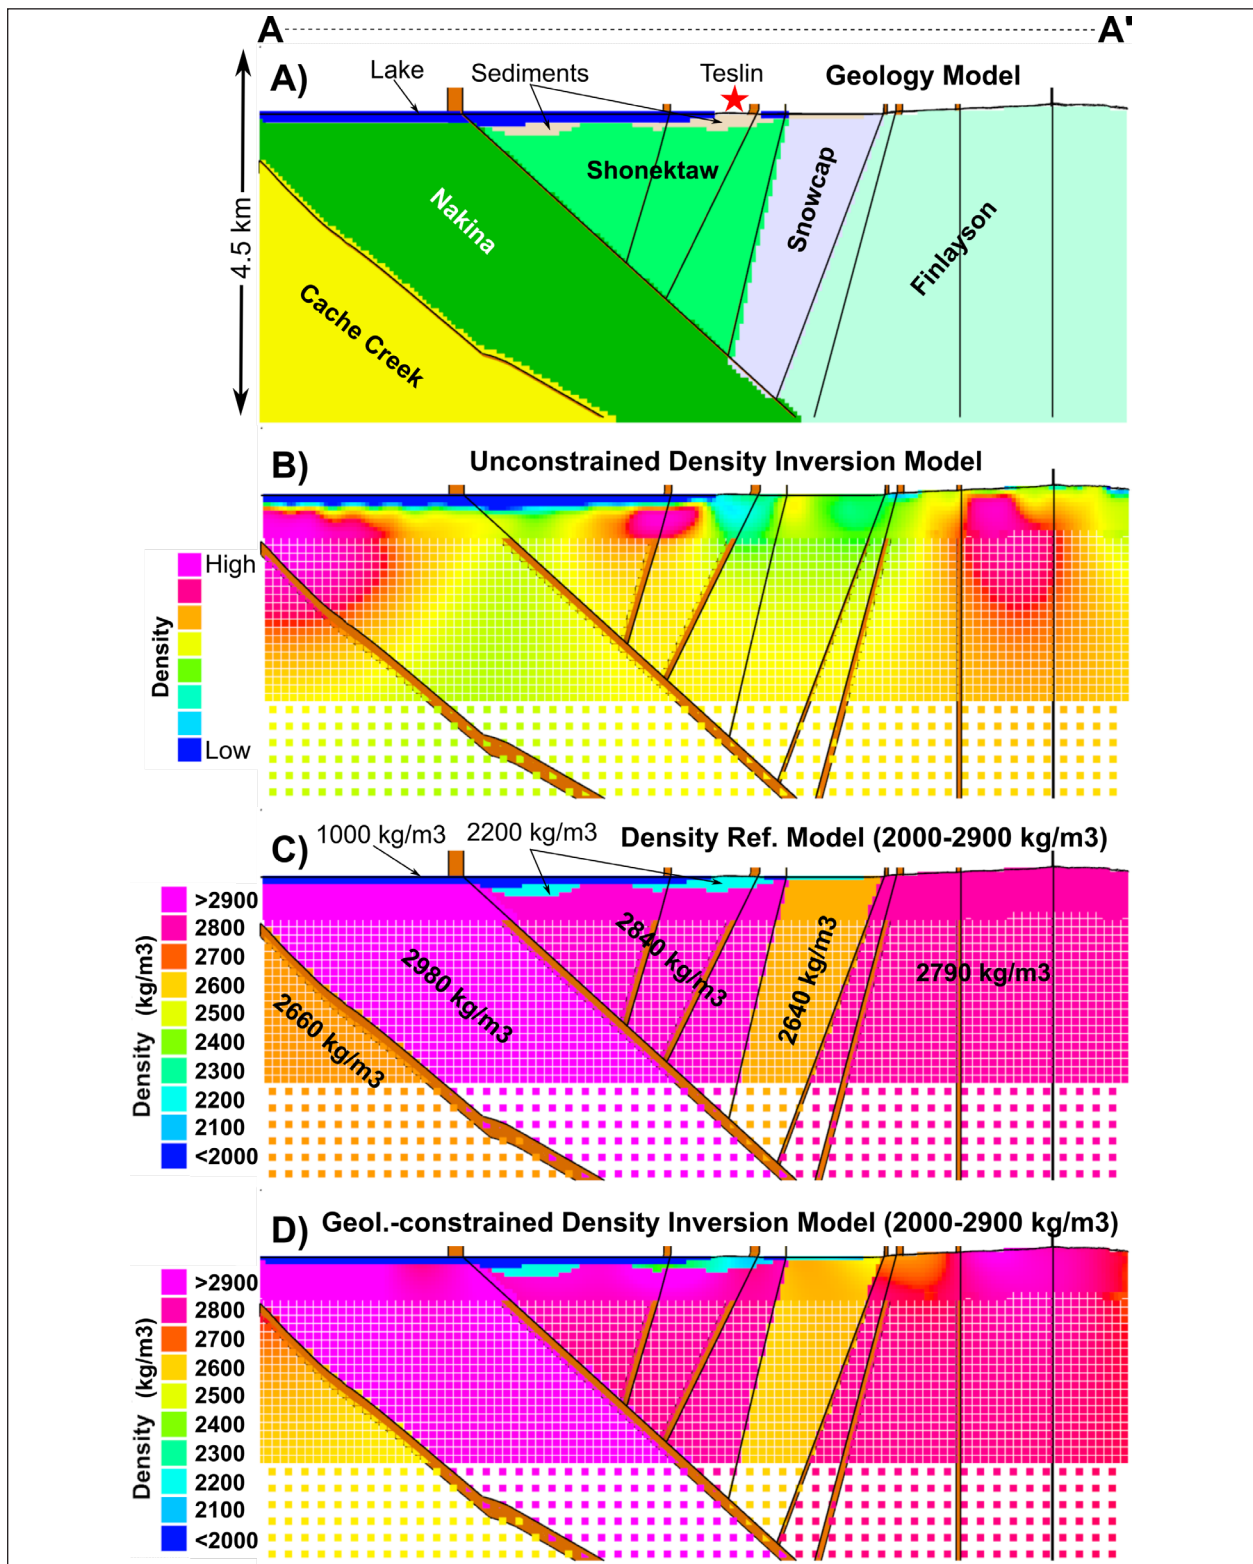 A A'
A) Geology Model
Lake Sediments Teslin
4.5 km
Cache Creek
Nakina
Shonektaw
Snowcap
Finlayson
B) Unconstrained Density Inversion Model
Density
High
Low
C) Density Ref. Model (2000-2900 kg/m3)
1000 kg/m3 2200 kg/m3
Density (kg/m3)
>2900
2800
2700
2600
2500
2400
2300
2200
2100
<2000
2660 kg/m3
2980 kg/m3
2840 kg/m3
2640 kg/m3
2790 kg/m3
D) Geol.-constrained Density Inversion Model (2000-2900 kg/m3)
Density (kg/m3)
>2900
2800
2700
2600
2500
2400
2300
2200
2100
<2000